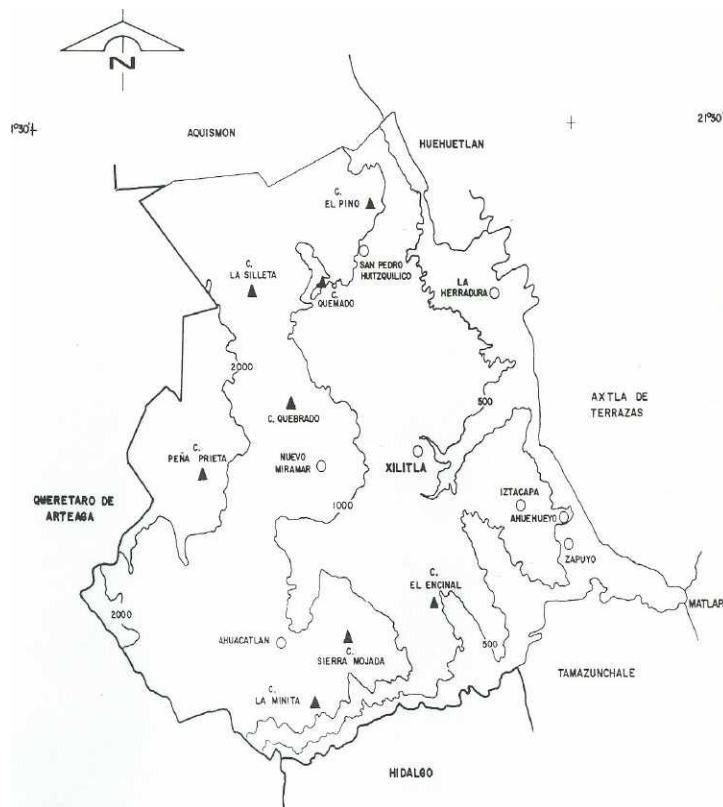 N
1°30'
21°30'
AQUISMON
HUEHUETLAN
C.
EL PINO
SAN PEDRO
HUITZQUILICO
C.
LA SILLETA
C.
QUEMADO
LA
HERRADURA
2000
500
AXTLA DE
TERRAZAS
C. QUEBRADO
C.
PEÑA PRIETA
NUEVO
MIRAMAR
XILITLA
QUERETARO DE
ARTEAGA
1000
IZTACAPA
AHUEHUEYO
ZAPUYO
C.
EL ENCINAL
MATLAP
2000
AHUACATLAN
C.
SIERRA MOJADA
500
TAMAZUNCHALE
C.
LA MINITA
HIDALGO